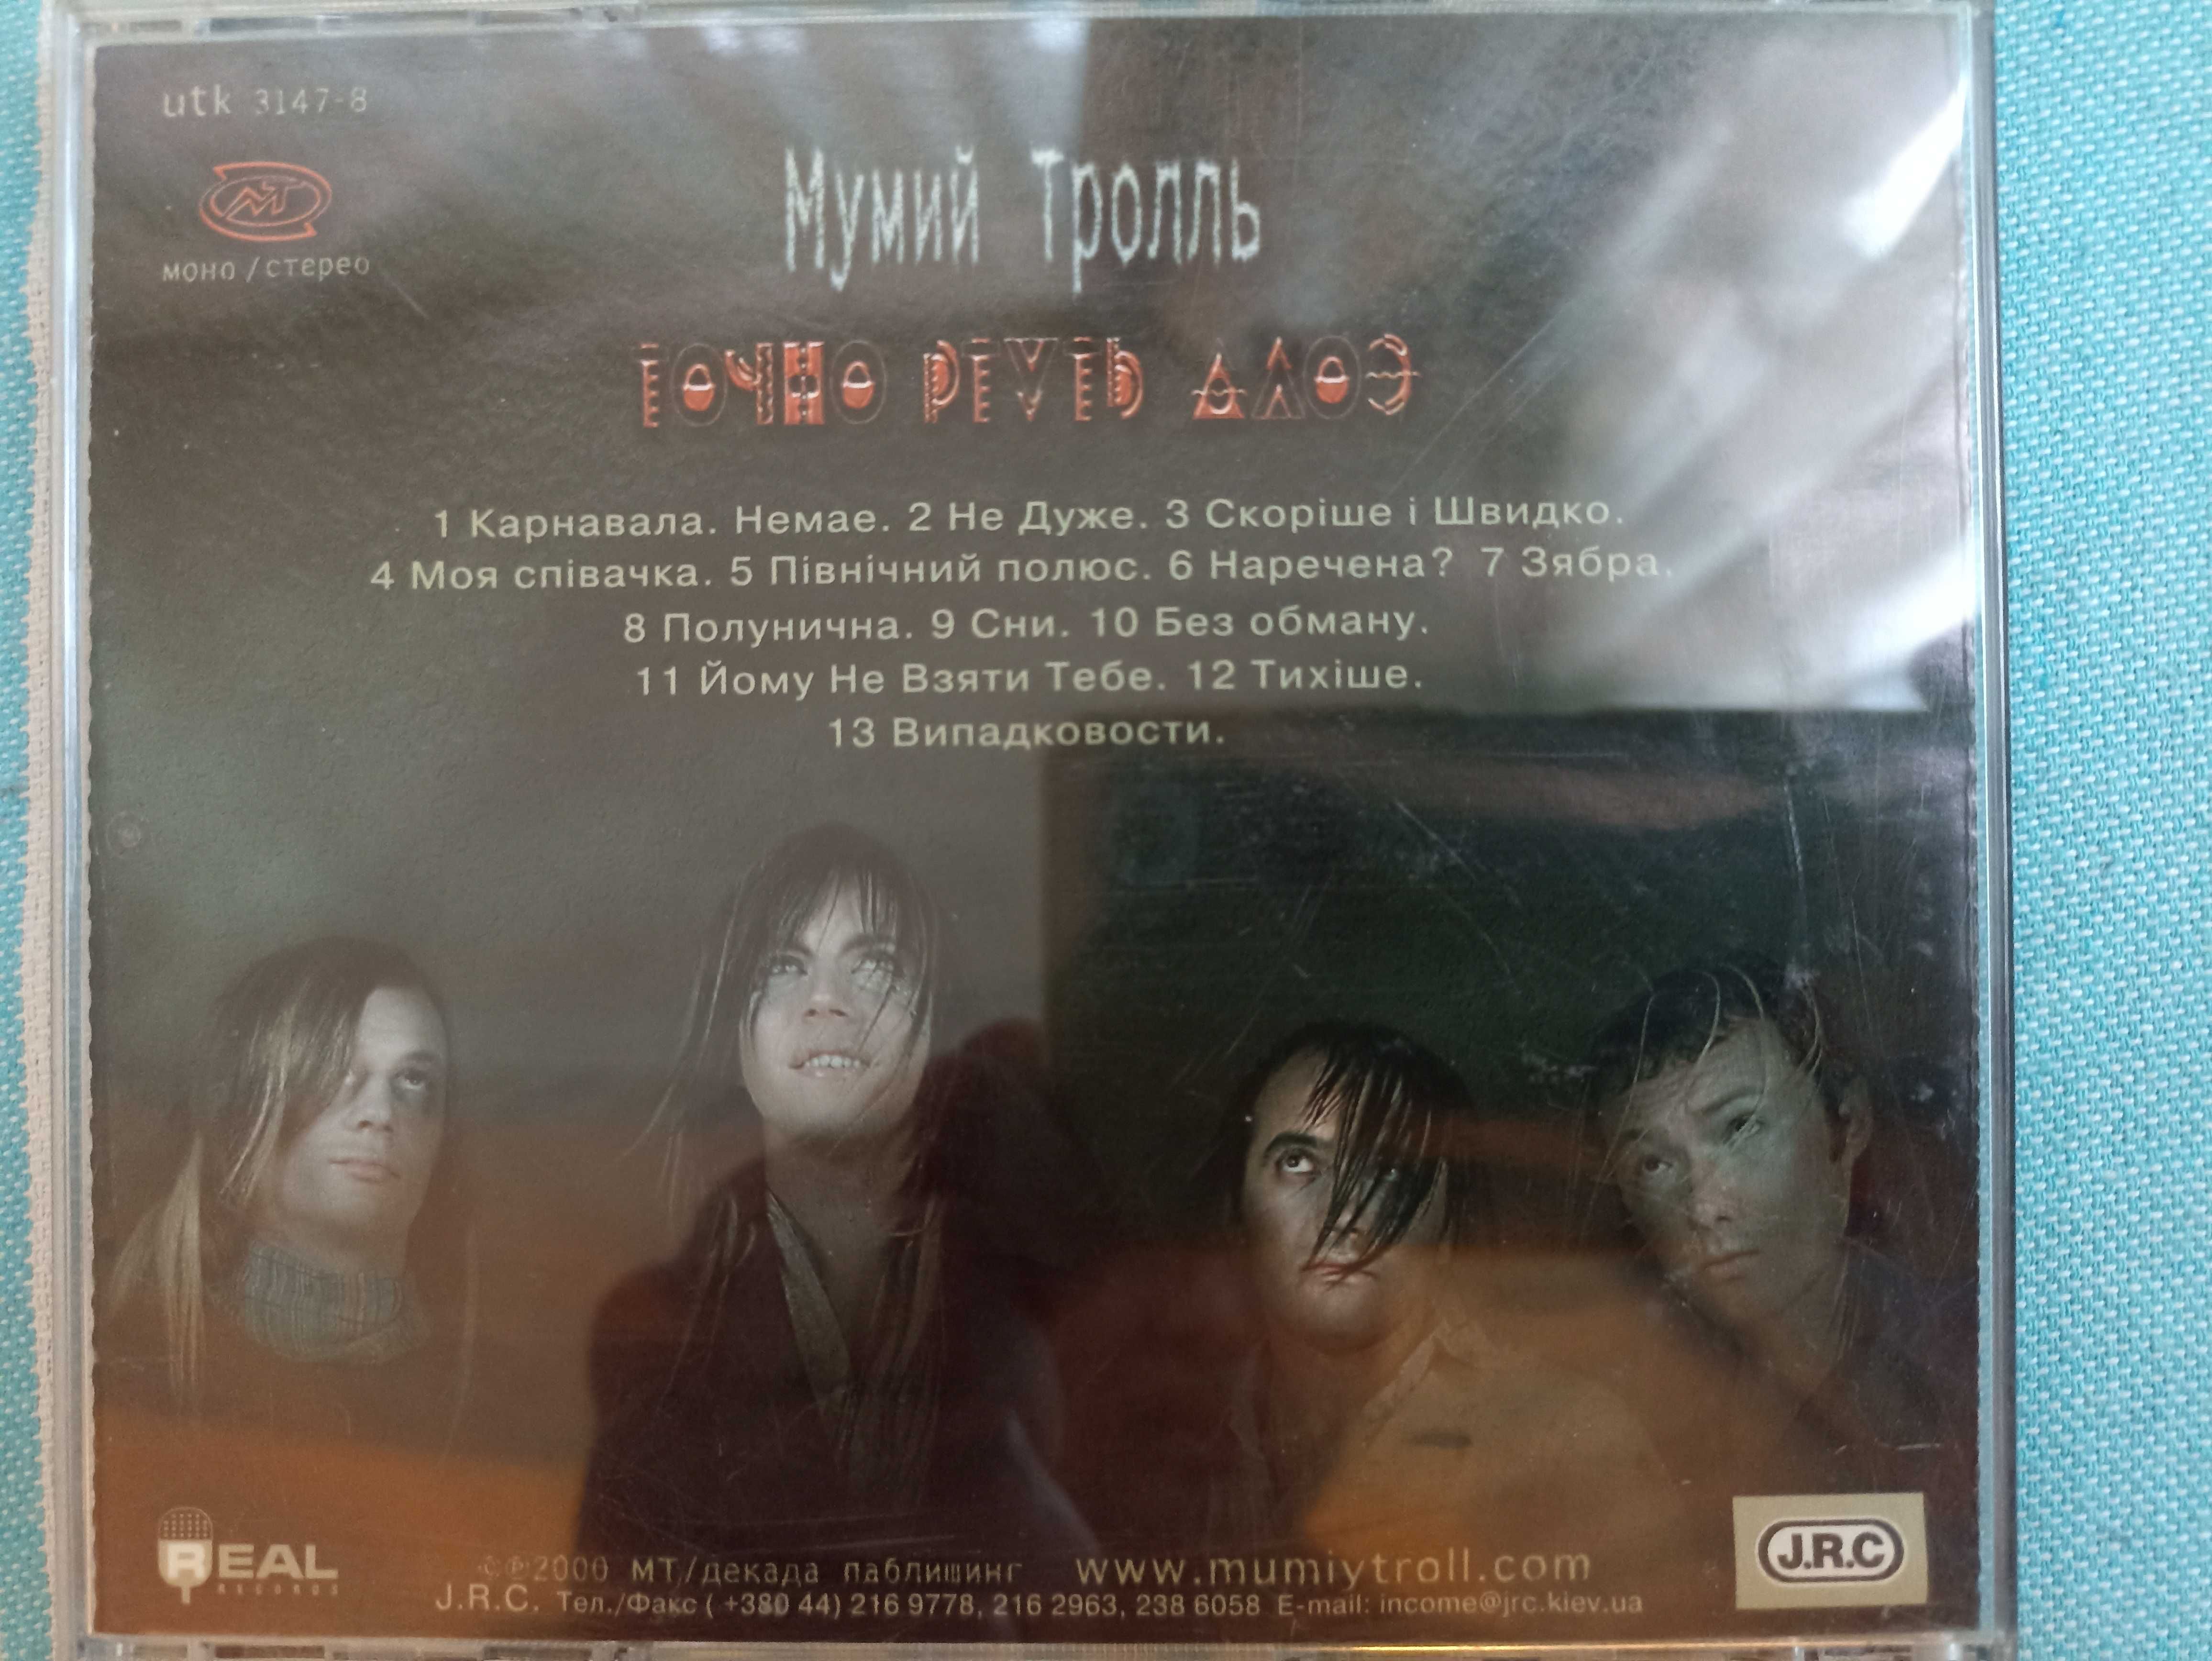 utk 3147-8
МТ
моно/стерео
Мумий Тролль
точно ртуть алоэ
1 Карнавала. Немає. 2 Не Дуже. 3 Скоріше і Швидко.
4 Моя співачка. 5 Північний полюс. 6 Наречена? 7 Зябра.
8 Полунична. 9 Сни. 10 Без обману.
11 Йому Не Взяти Тебе. 12 Тихіше.
13 Випадковости.
REAL
RECORDS
©℗2000 МТ/декада паблишинг www.mumiytroll.com
J.R.C. Тел./Факс ( +380 44) 216 9778, 216 2963, 238 6058 E-mail: income@jrc.kiev.ua
J.R.C